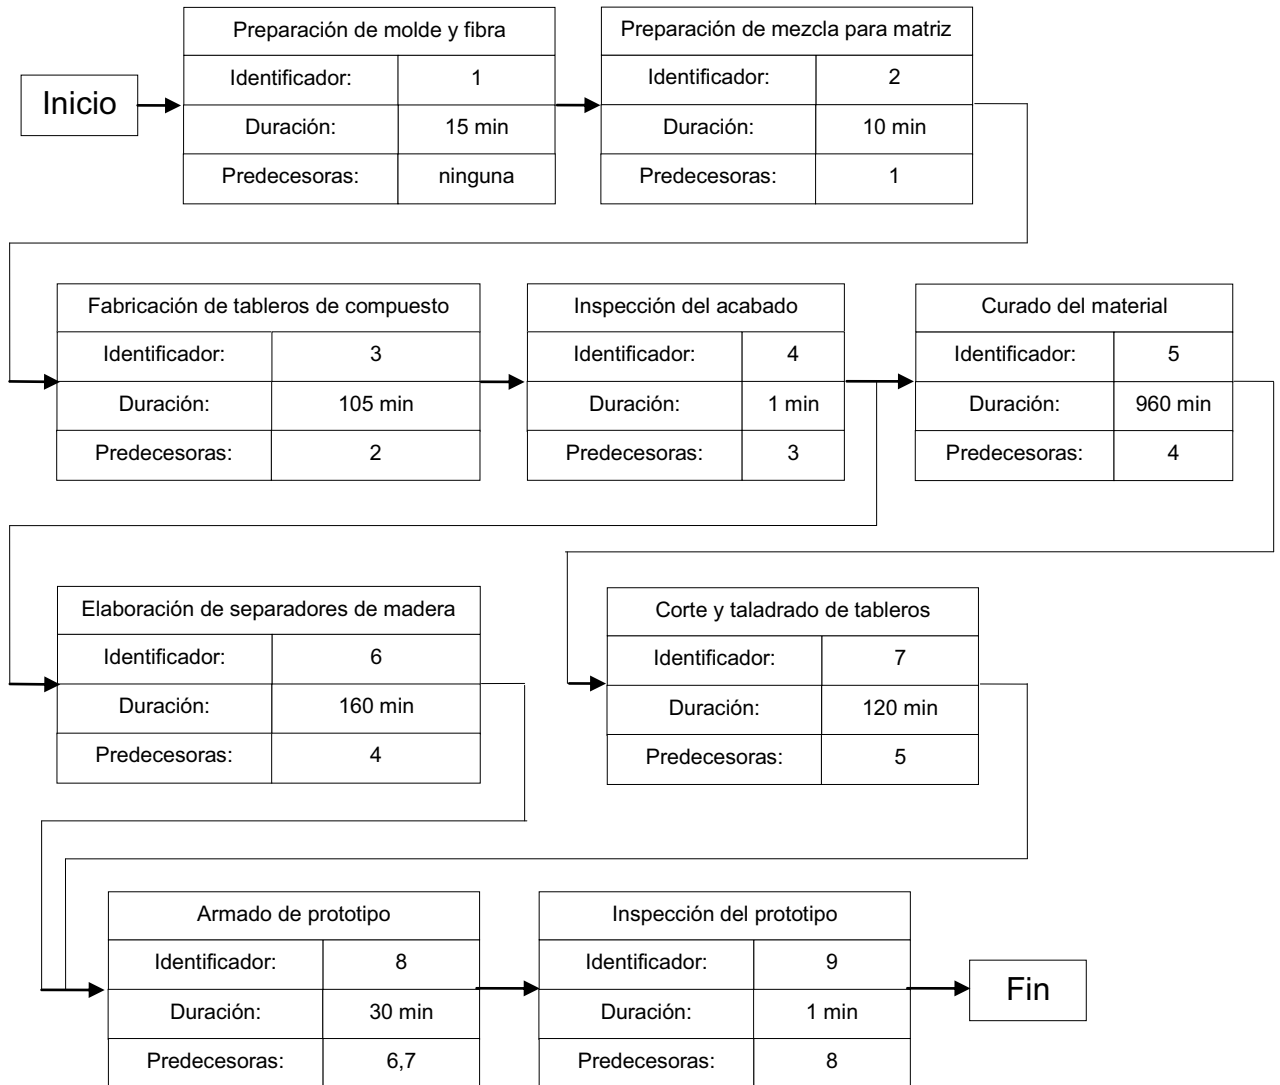 Inicio
Preparación de molde y fibra
Identificador: 1
Duración: 15 min
Predecesoras: ninguna
Preparación de mezcla para matriz
Identificador: 2
Duración: 10 min
Predecesoras: 1
Fabricación de tableros de compuesto
Identificador: 3
Duración: 105 min
Predecesoras: 2
Inspección del acabado
Identificador: 4
Duración: 1 min
Predecesoras: 3
Curado del material
Identificador: 5
Duración: 960 min
Predecesoras: 4
Elaboración de separadores de madera
Identificador: 6
Duración: 160 min
Predecesoras: 4
Corte y taladrado de tableros
Identificador: 7
Duración: 120 min
Predecesoras: 5
Armado de prototipo
Identificador: 8
Duración: 30 min
Predecesoras: 6,7
Inspección del prototipo
Identificador: 9
Duración: 1 min
Predecesoras: 8
Fin